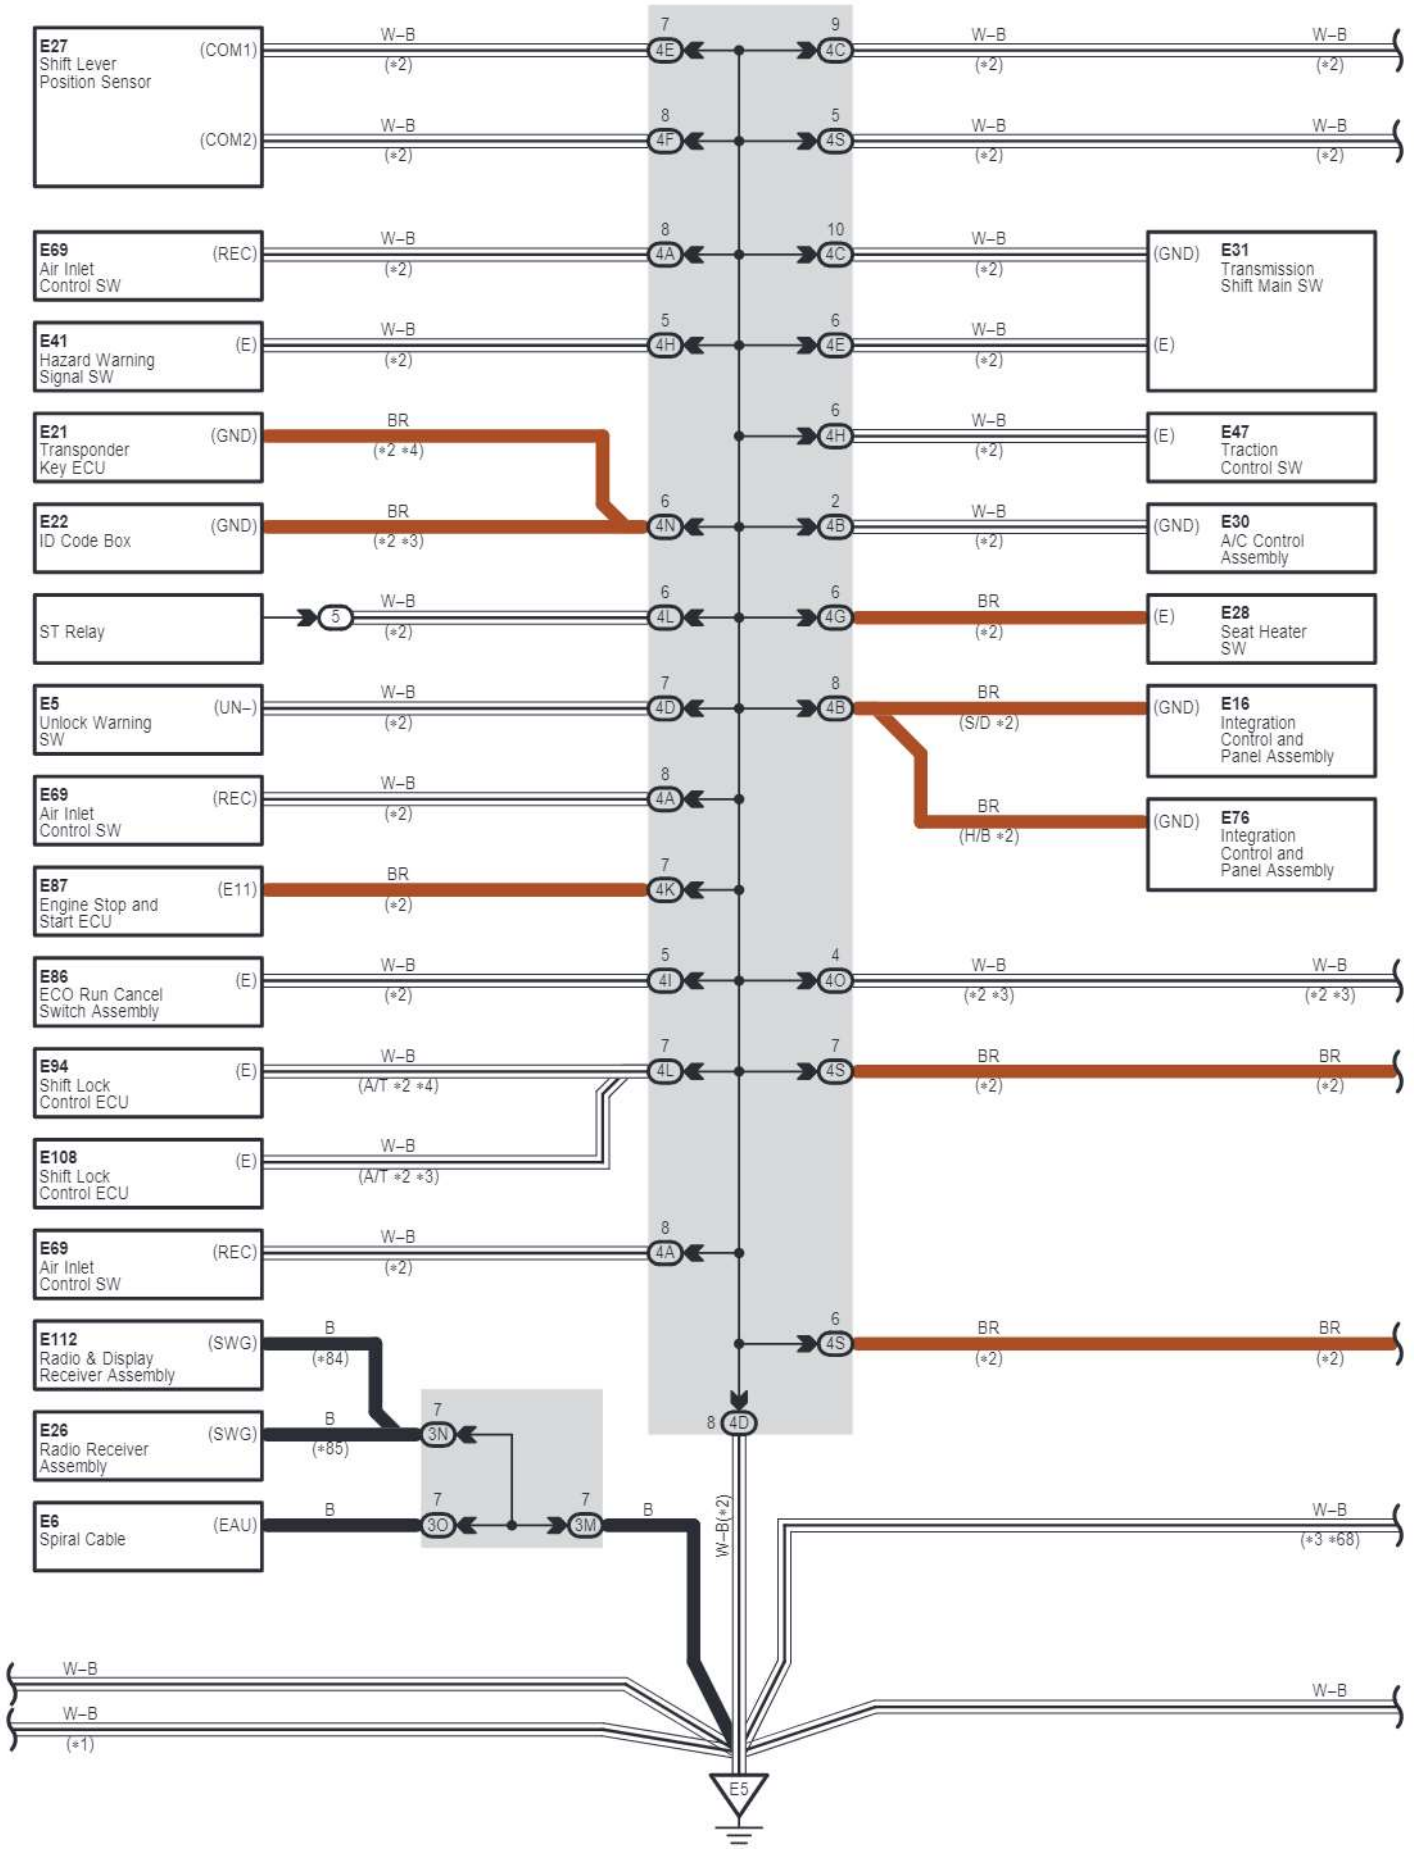 7
9
E27
Shift Lever
Position Sensor
(COM1)
W–B
(*2)
4E
4C
W–B
(*2)
W–B
(*2)
8
5
(COM2)
W–B
(*2)
4F
4S
W–B
(*2)
W–B
(*2)
8
10
E69
Air Inlet
Control SW
(REC)
W–B
(*2)
4A
4C
W–B
(*2)
(GND)
E31
Transmission
Shift Main SW
5
6
E41
Hazard Warning
Signal SW
(E)
W–B
(*2)
4H
4E
W–B
(*2)
(E)
6
E21
Transponder
Key ECU
(GND)
BR
(*2 *4)
4H
W–B
(*2)
(E)
E47
Traction
Control SW
6
2
E22
ID Code Box
(GND)
BR
(*2 *3)
4N
4B
W–B
(*2)
(GND)
E30
A/C Control
Assembly
6
6
ST Relay
5
W–B
(*2)
4L
4G
BR
(*2)
(E)
E28
Seat Heater
SW
7
8
E5
Unlock Warning
SW
(UN–)
W–B
(*2)
4D
4B
BR
(S/D *2)
(GND)
E16
Integration
Control and
Panel Assembly
8
E69
Air Inlet
Control SW
(REC)
W–B
(*2)
4A
BR
(H/B *2)
(GND)
E76
Integration
Control and
Panel Assembly
7
E87
Engine Stop and
Start ECU
(E11)
BR
(*2)
4K
5
4
E86
ECO Run Cancel
Switch Assembly
(E)
W–B
(*2)
4I
4O
W–B
(*2 *3)
W–B
(*2 *3)
7
7
E94
Shift Lock
Control ECU
(E)
W–B
(A/T *2 *4)
4L
4S
BR
(*2)
BR
(*2)
E108
Shift Lock
Control ECU
(E)
W–B
(A/T *2 *3)
8
E69
Air Inlet
Control SW
(REC)
W–B
(*2)
4A
6
E112
Radio & Display
Receiver Assembly
(SWG)
B
(*84)
4S
BR
(*2)
BR
(*2)
7
8 4D
E26
Radio Receiver
Assembly
(SWG)
B
(*85)
3N
7
7
E6
Spiral Cable
(EAU)
B
3O
3M
B
W–B(*2)
W–B
(*3 *68)
W–B
W–B
(*1)
W–B
E5